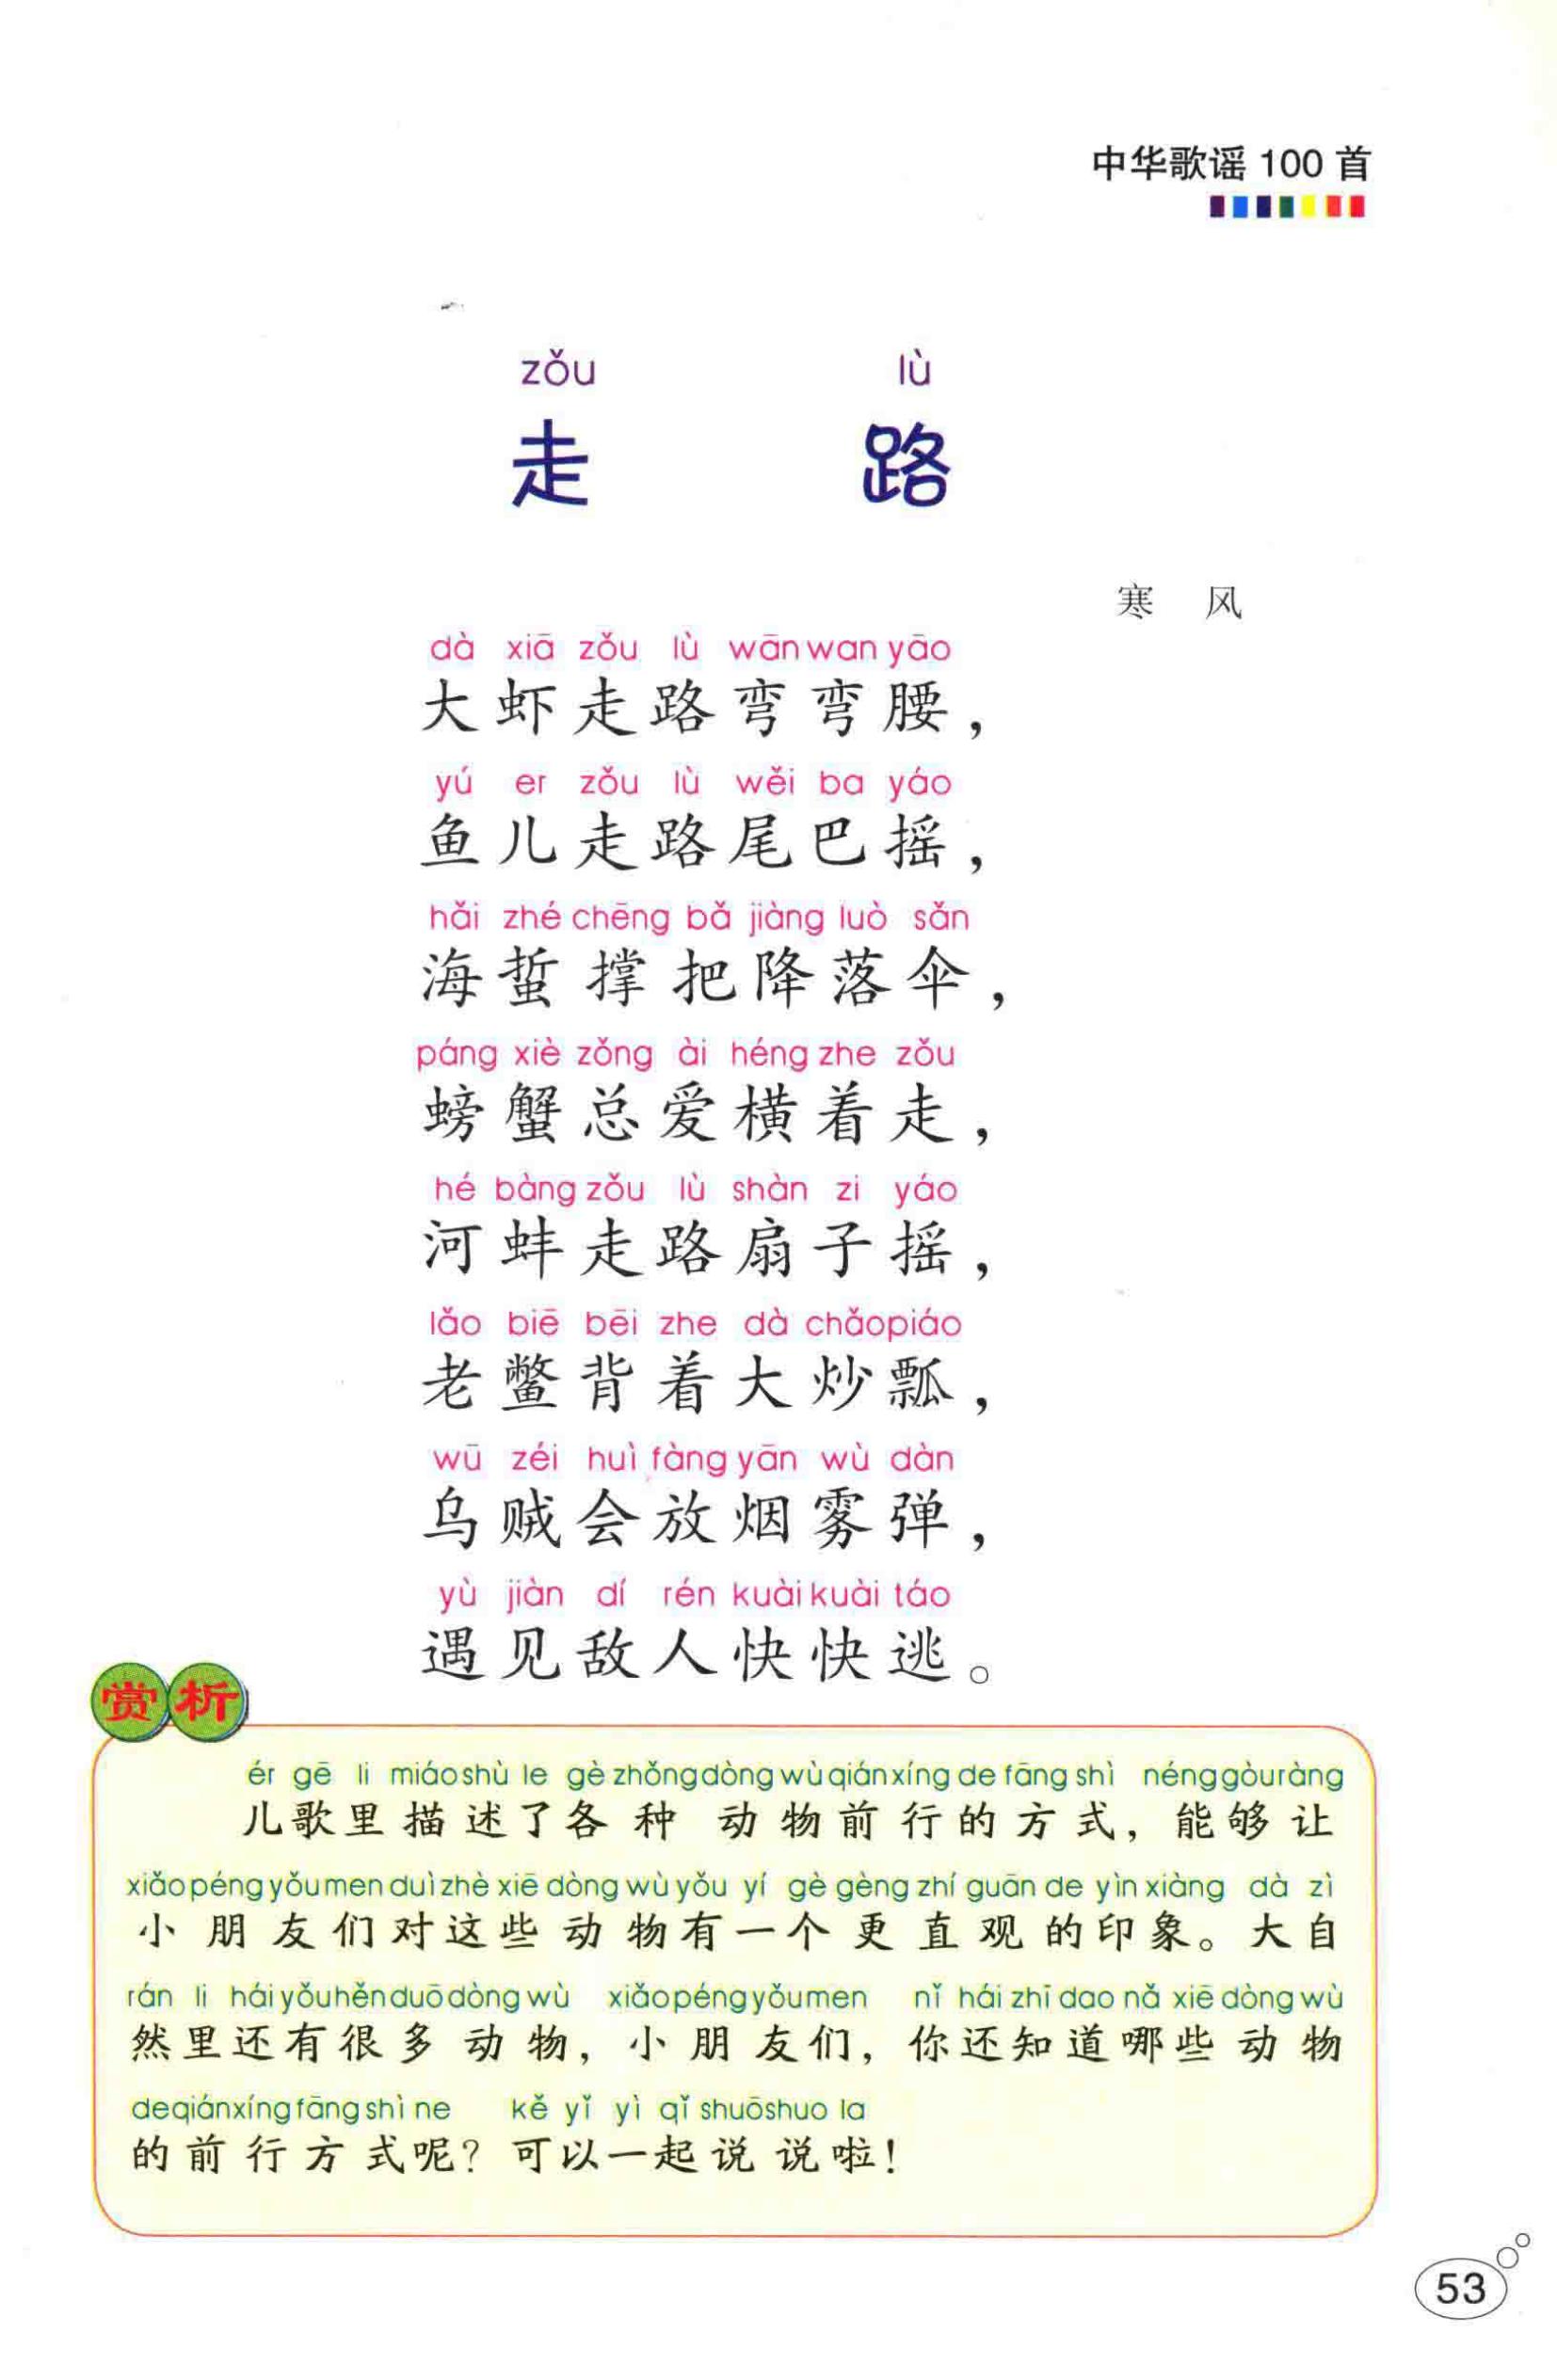 中华歌谣 100 首
zǒu lù
走 路
寒 风
dà xiā zǒu lù wān wan yāo
大虾走路弯弯腰，
yú er zǒu lù wěi ba yáo
鱼儿走路尾巴摇，
hǎi zhé chēng bǎ jiàng luò sǎn
海蜇撑把降落伞，
páng xiè zǒng ài héng zhe zǒu
螃蟹总爱横着走，
hé bàng zǒu lù shàn zi yáo
河蚌走路扇子摇，
lǎo biē bēi zhe dà chǎo piáo
老鳖背着大炒瓢，
wū zéi huì fàng yān wù dàn
乌贼会放烟雾弹，
yù jiàn dí rén kuài kuài táo
遇见敌人快快逃。
赏析
ér gē li miáo shù le gè zhǒng dòng wù qián xíng de fāng shì néng gòu ràng
儿歌里描述了各种动物前行的方式，能够让
xiǎo péng yǒu men duì zhè xiē dòng wù yǒu yí gè gèng zhí guān de yìn xiàng dà zì
小朋友们对这些动物有一个更直观的印象。大自
rán li hái yǒu hěn duō dòng wù xiǎo péng yǒu men nǐ hái zhī dao nǎ xiē dòng wù
然里还有很多动物，小朋友们，你还知道哪些动物
de qián xíng fāng shì ne kě yǐ yì qǐ shuō shuo la
的前行方式呢？可以一起说说啦！
53